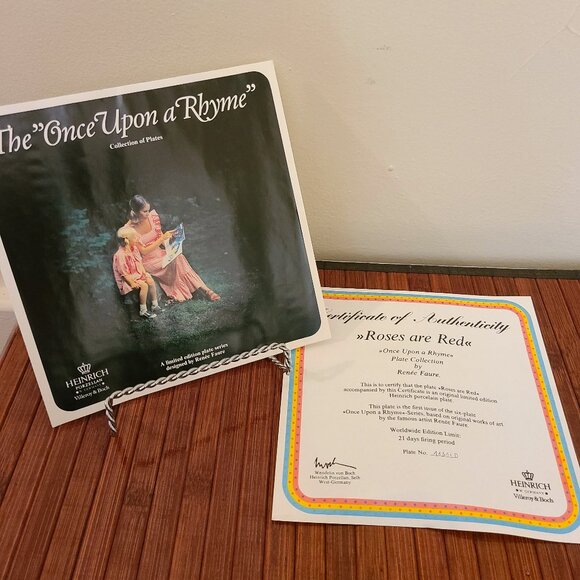 The "Once Upon a Rhyme"
Collection of Plates
A limited edition plate series
designed by Renée Faure
HEINRICH
PORZELLAN
Villeroy & Boch
Certificate of Authenticity
»Roses are Red«
»Once Upon a Rhyme«
Plate Collection
by
Renée Faure.
This is to certify that the plate »Roses are Red«
accompanied by this Certificate is an original limited edition
Heinrich porcelain plate.
This plate is the first issue of the six-plate
»Once Upon a Rhyme«-Series, based on original works of art
by the famous artist Renée Faure.
Worldwide Edition Limit:
21 days firing period
Plate No.
Wendelin von Boch
Heinrich Porzellan, Selb
West Germany
HEINRICH
W. GERMANY
Villeroy & Boch